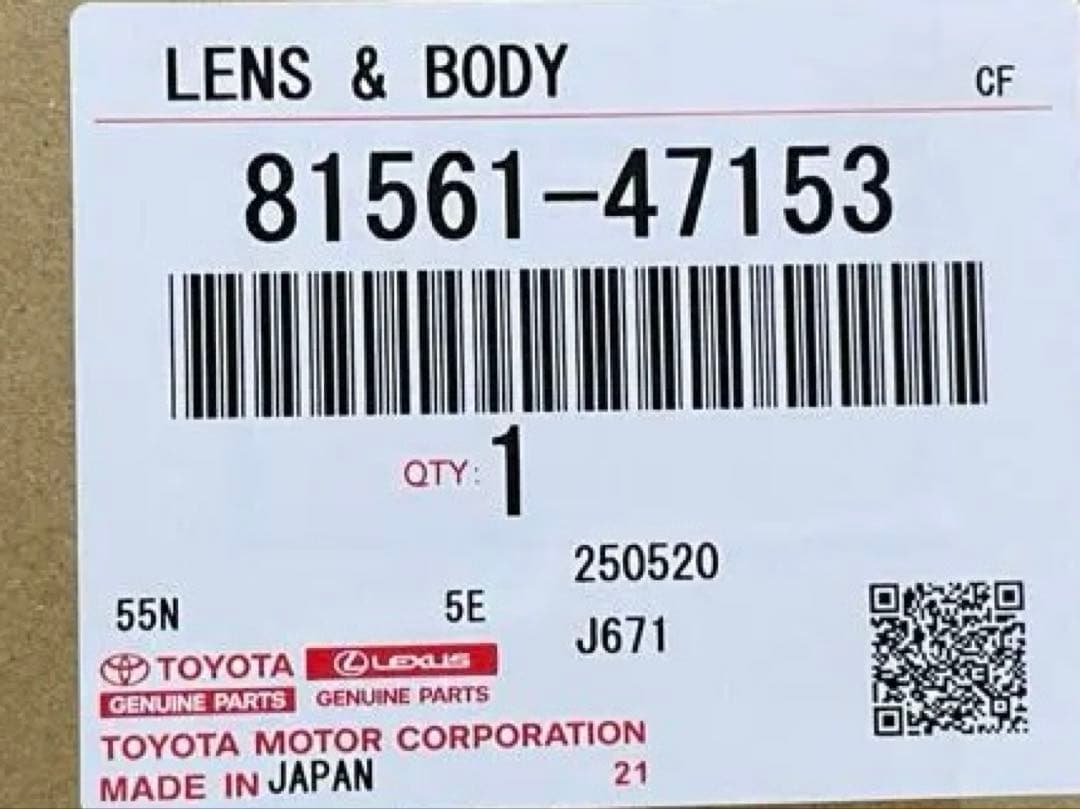 LENS & BODY CF
81561-47153
QTY: 1
250520
55N 5E J671
TOYOTA LEXUS
GENUINE PARTS GENUINE PARTS
TOYOTA MOTOR CORPORATION
MADE IN JAPAN 21